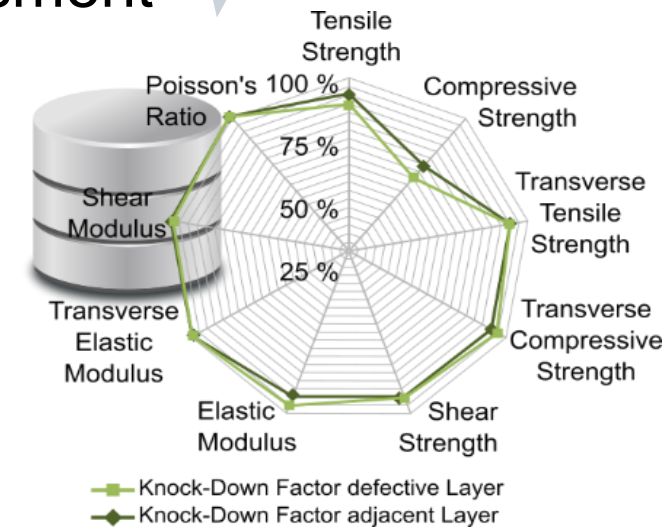 Tensile
Strength
Poisson's
Ratio
100 %
Compressive
Strength
75 %
Transverse
Tensile
Strength
Shear
Modulus
50 %
25 %
Transverse
Elastic
Modulus
Transverse
Compressive
Strength
Elastic
Modulus
Shear
Strength
Knock-Down Factor defective Layer
Knock-Down Factor adjacent Layer